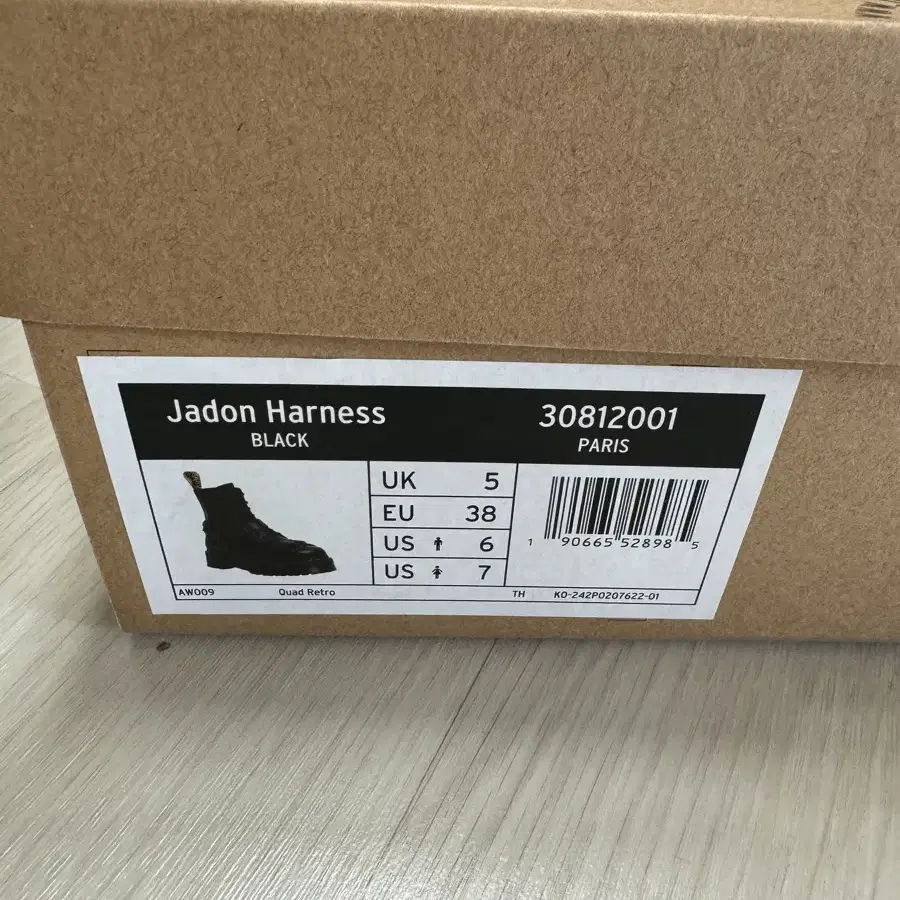 Jadon Harness
BLACK
30812001
PARIS
UK 5
EU 38
US 6
US 7
1 90665 52898 5
AW009 Quad Retro TH KO-242P0207622-01